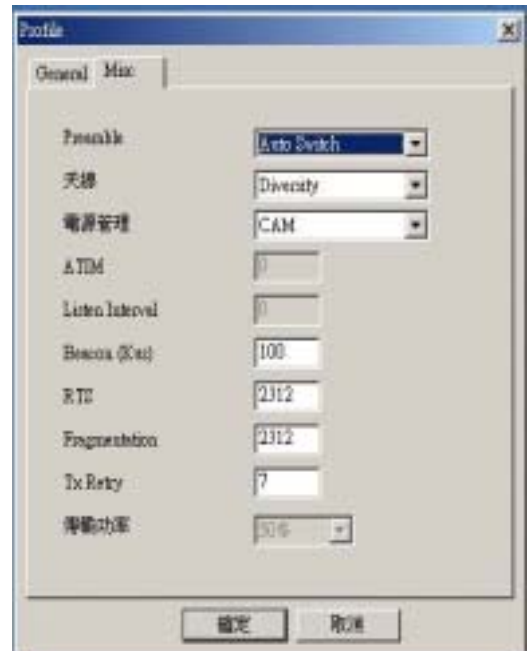 Profile
General Misc
Preamble Auto Switch
天線 Diversity
電源管理 CAM
ATIM 0
Listen Interval 0
Beacon (Kus) 100
RTS 2312
Fragmentation 2312
Tx Retry 7
傳輸功率
確定 取消